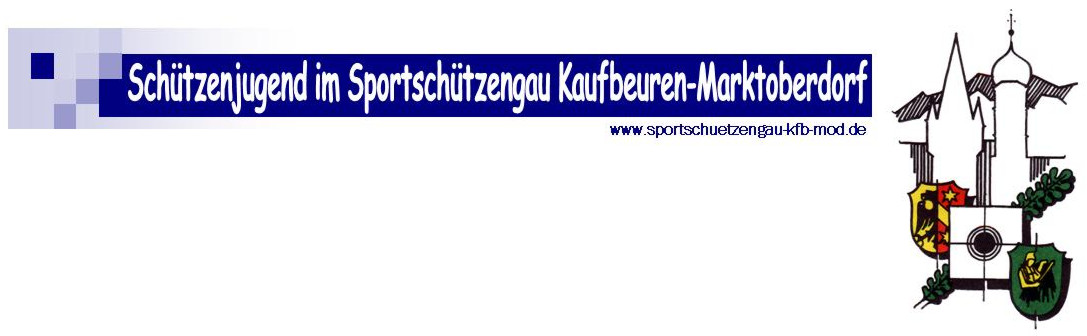 Schützenjugend im Sportschützengau Kaufbeuren-Marktoberdorf
www.sportschuetzengau-kfb-mod.de